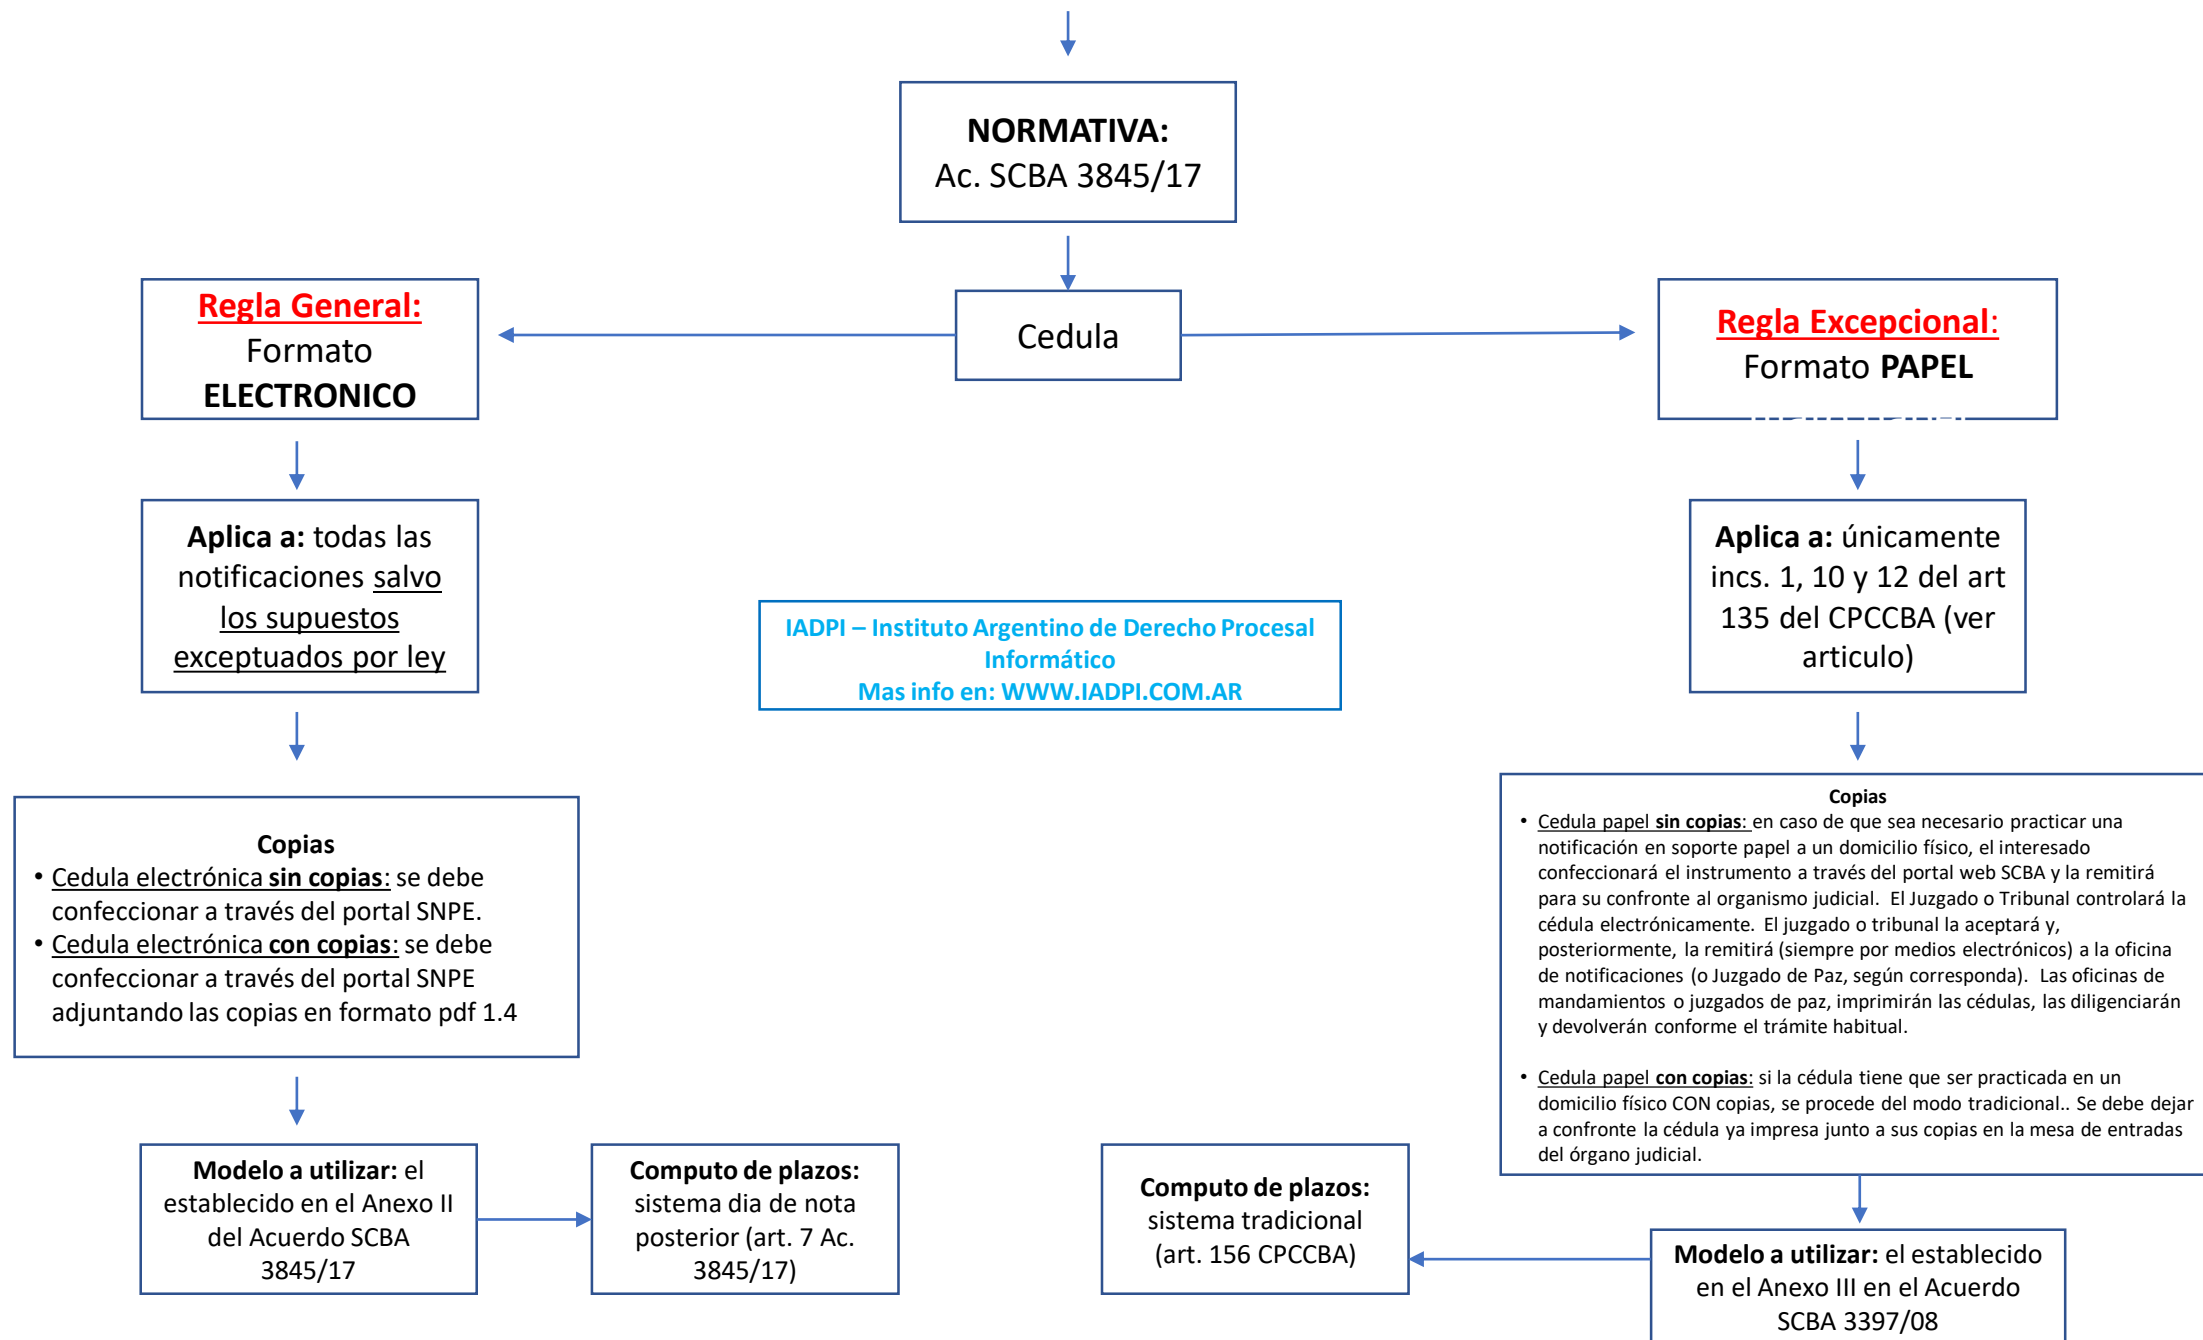 NORMATIVA:
Ac. SCBA 3845/17
Cedula
Regla General:
Formato
ELECTRONICO
Aplica a: todas las
notificaciones salvo
los supuestos
exceptuados por ley
Copias
• Cedula electrónica sin copias: se debe
confeccionar a través del portal SNPE.
• Cedula electrónica con copias: se debe
confeccionar a través del portal SNPE
adjuntando las copias en formato pdf 1.4
Modelo a utilizar: el
establecido en el Anexo II
del Acuerdo SCBA
3845/17
Computo de plazos:
sistema dia de nota
posterior (art. 7 Ac.
3845/17)
IADPI – Instituto Argentino de Derecho Procesal
Informático
Mas info en: WWW.IADPI.COM.AR
Regla Excepcional:
Formato PAPEL
Aplica a: únicamente
incs. 1, 10 y 12 del art
135 del CPCCBA (ver
articulo)
Copias
• Cedula papel sin copias: en caso de que sea necesario practicar una
notificación en soporte papel a un domicilio físico, el interesado
confeccionará el instrumento a través del portal web SCBA y la remitirá
para su confronte al organismo judicial. El Juzgado o Tribunal controlará la
cédula electrónicamente. El juzgado o tribunal la aceptará y,
posteriormente, la remitirá (siempre por medios electrónicos) a la oficina
de notificaciones (o Juzgado de Paz, según corresponda). Las oficinas de
mandamientos o juzgados de paz, imprimirán las cédulas, las diligenciarán
y devolverán conforme el trámite habitual.
• Cedula papel con copias: si la cédula tiene que ser practicada en un
domicilio físico CON copias, se procede del modo tradicional.. Se debe dejar
a confronte la cédula ya impresa junto a sus copias en la mesa de entradas
del órgano judicial.
Modelo a utilizar: el establecido
en el Anexo III en el Acuerdo
SCBA 3397/08
Computo de plazos:
sistema tradicional
(art. 156 CPCCBA)